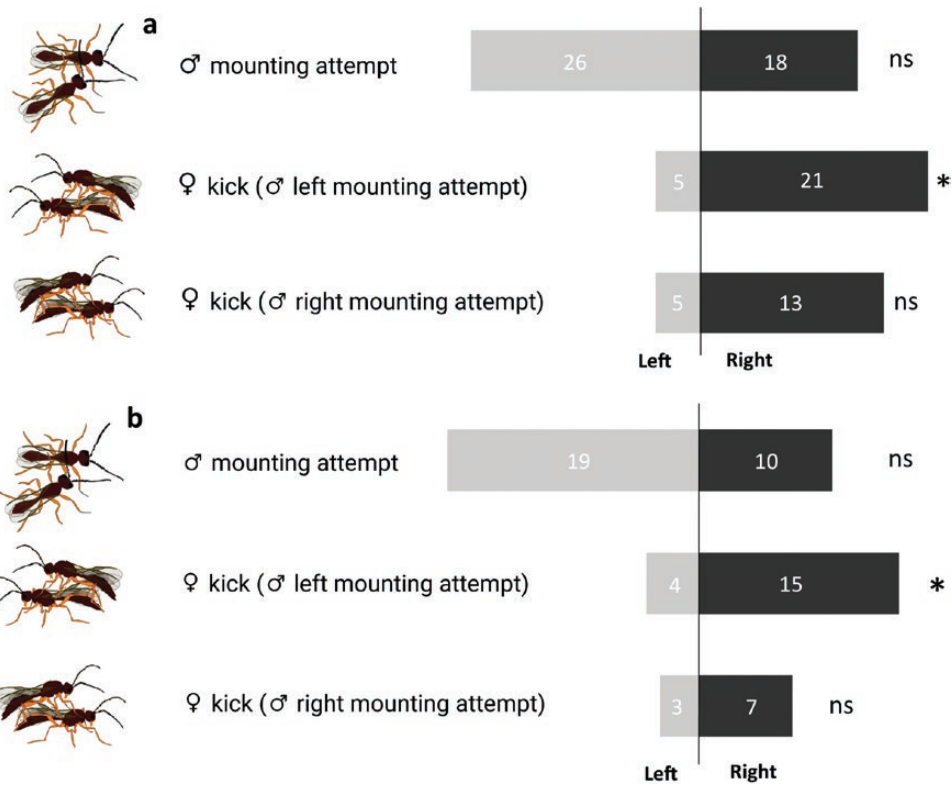 a
♂ mounting attempt 26 18 ns
♀ kick (♂ left mounting attempt) 5 21 *
♀ kick (♂ right mounting attempt) 5 13 ns
Left Right
b
♂ mounting attempt 19 10 ns
♀ kick (♂ left mounting attempt) 4 15 *
♀ kick (♂ right mounting attempt) 3 7 ns
Left Right